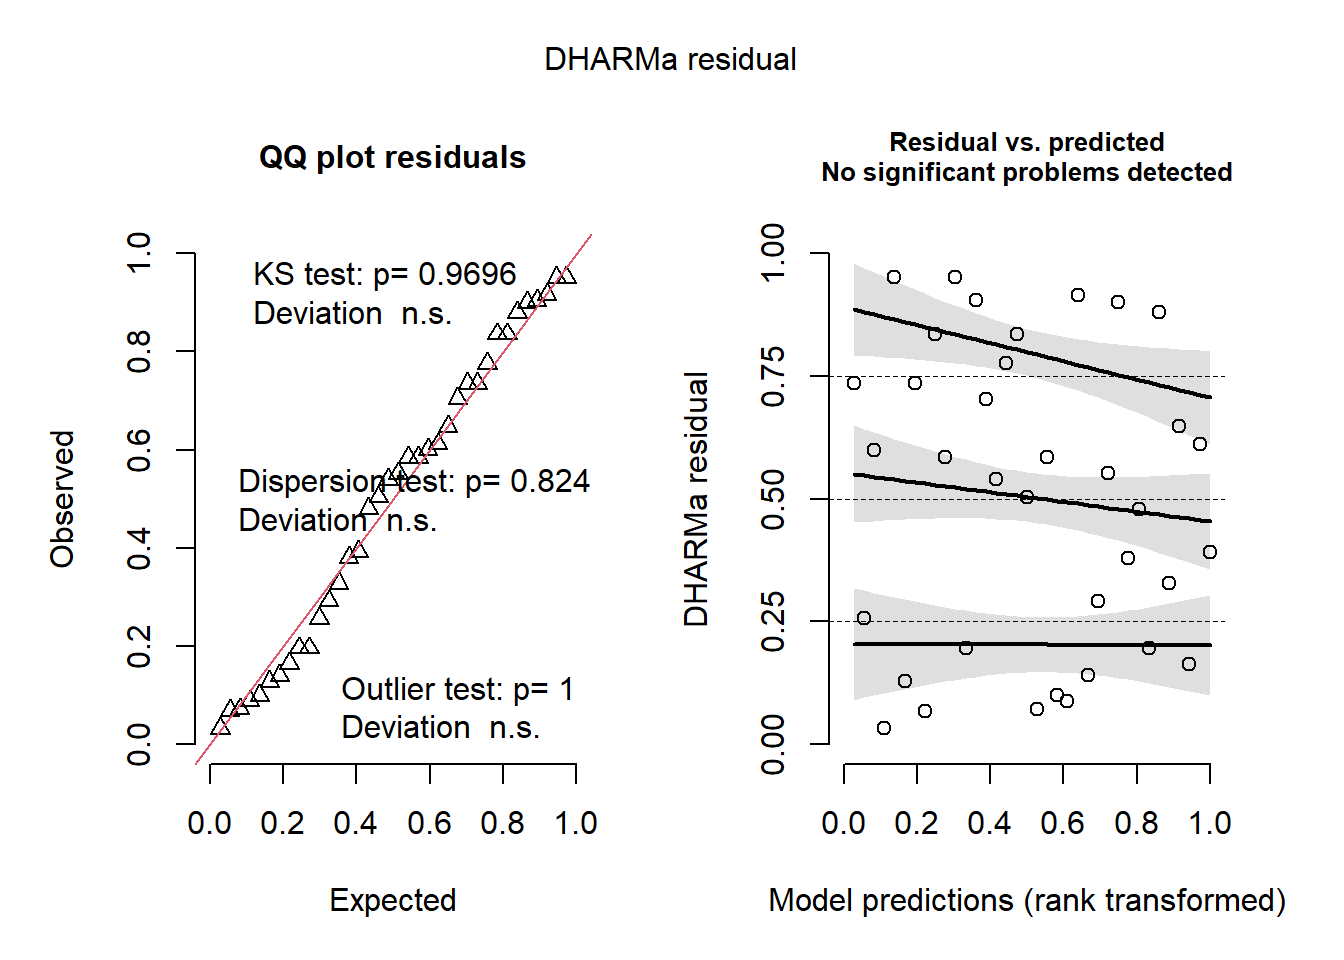 DHARMa residual
QQ plot residuals
KS test: p= 0.9696
Deviation  n.s.
Dispersion test: p= 0.824
Deviation  n.s.
Outlier test: p= 1
Deviation  n.s.
Observed
0.0 0.2 0.4 0.6 0.8 1.0
0.0 0.2 0.4 0.6 0.8 1.0
Expected
Residual vs. predicted
No significant problems detected
DHARMa residual
0.00 0.25 0.50 0.75 1.00
0.0 0.2 0.4 0.6 0.8 1.0
Model predictions (rank transformed)